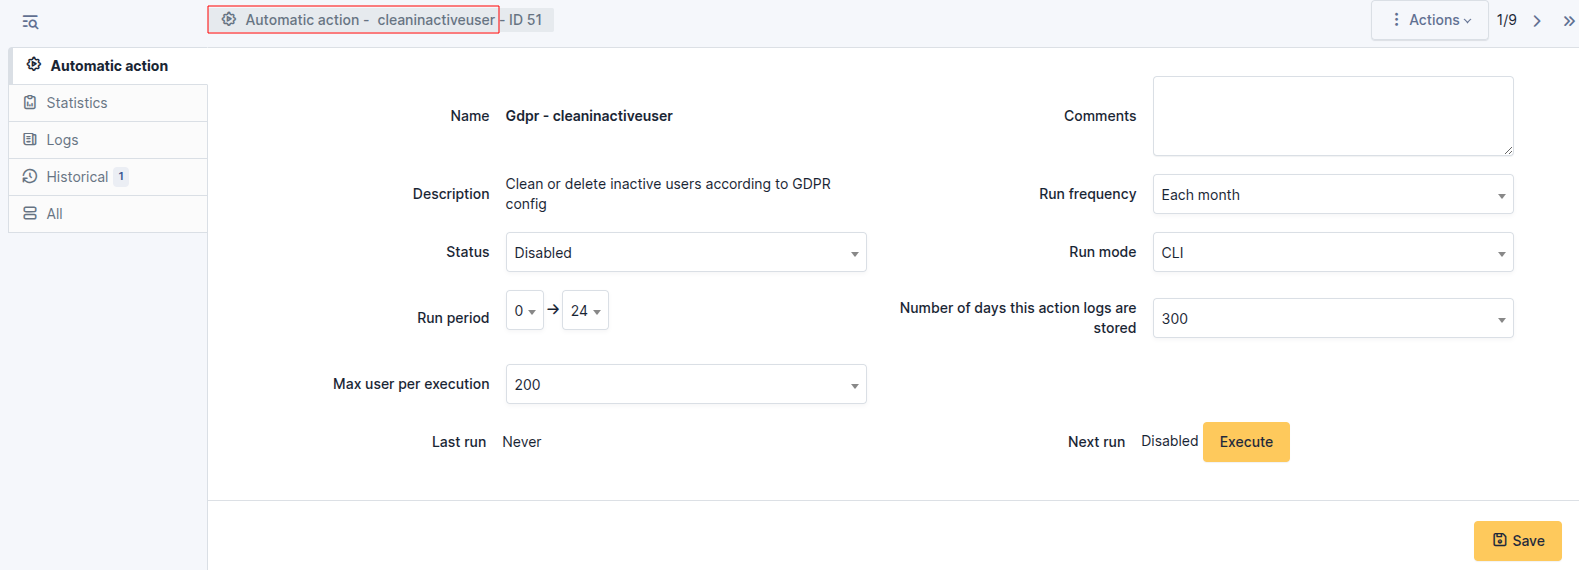 Automatic action - cleaninactiveuser - ID 51
Actions
1/9
Automatic action
Statistics
Logs
Historical 1
All
Name Gdpr - cleaninactiveuser
Comments
Description Clean or delete inactive users according to GDPR
config
Run frequency Each month
Status Disabled
Run mode CLI
Run period 0 → 24
Number of days this action logs are
stored 300
Max user per execution 200
Last run Never
Next run Disabled Execute
Save